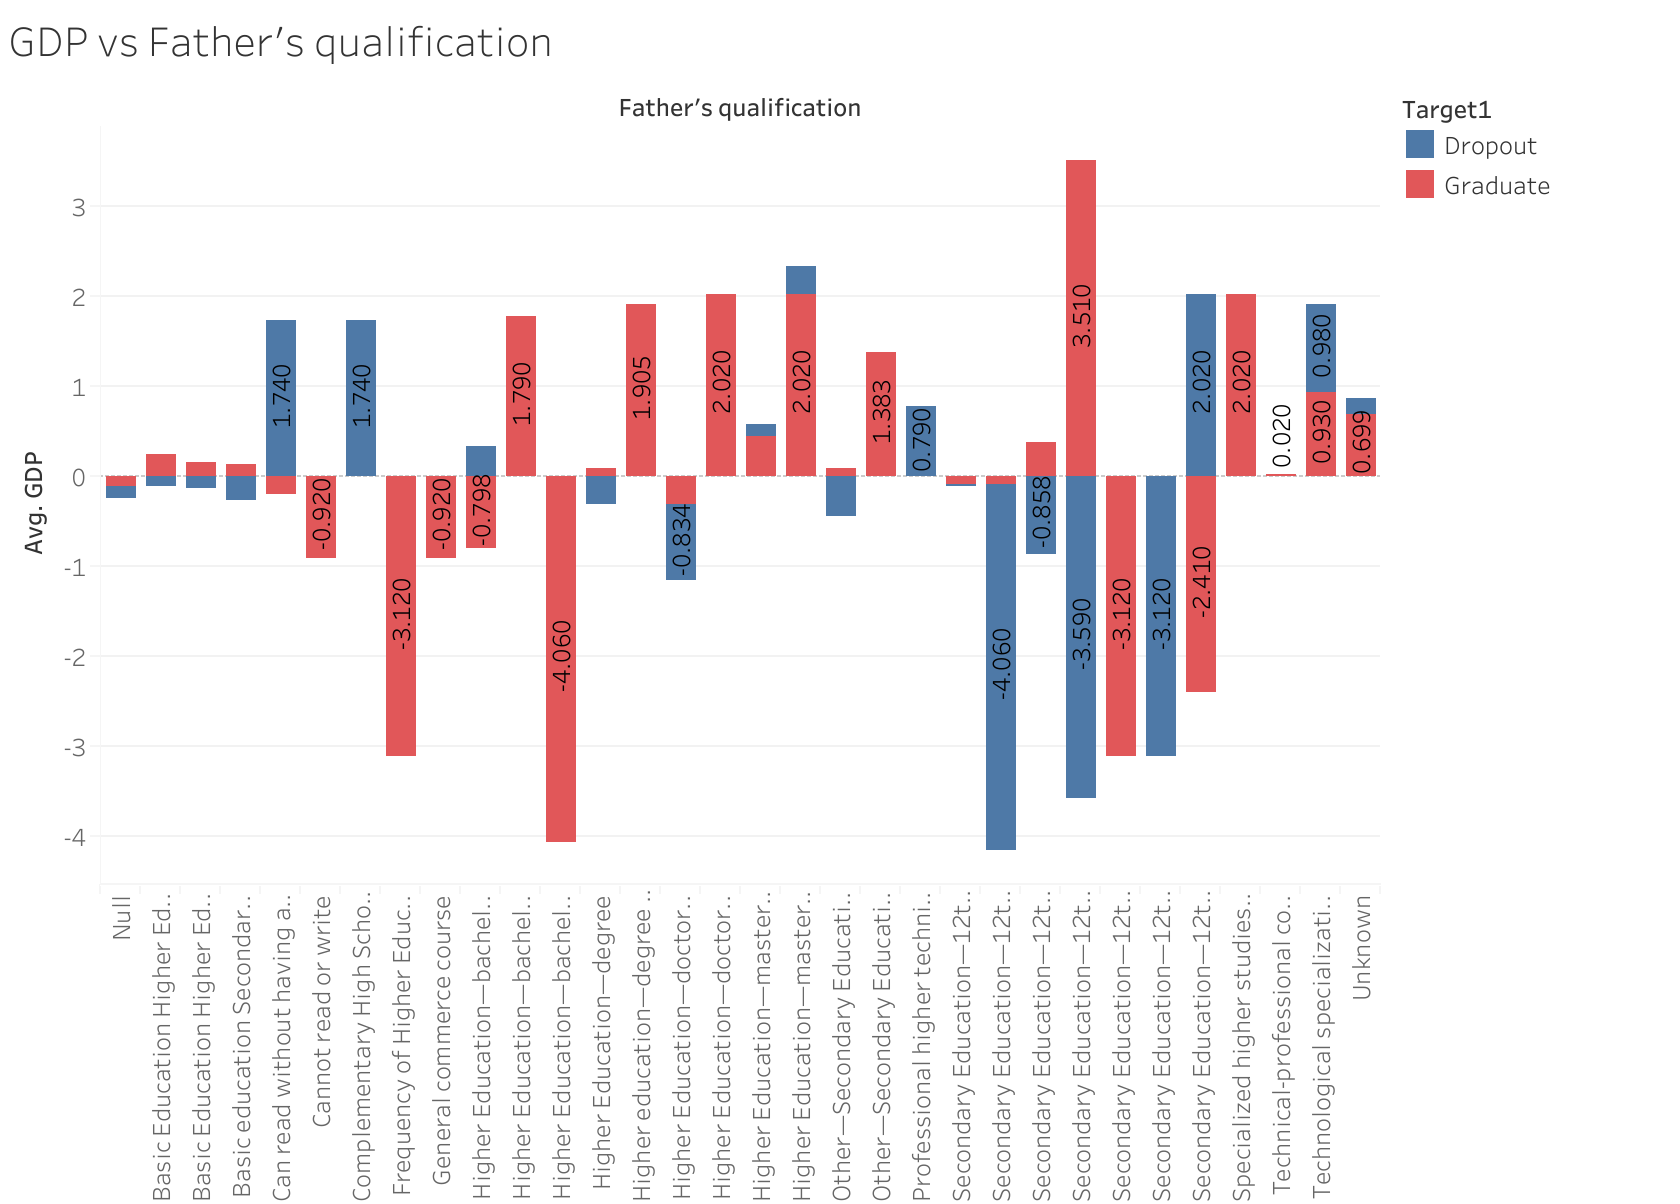 GDP vs Father's qualification
Father's qualification
Target1
Dropout
Graduate
Avg. GDP
3
2
1
0
-1
-2
-3
-4
1.740
-0.920
1.740
-3.120
-0.920
-0.798
1.790
-4.060
1.905
-0.834
2.020
2.020
1.383
0.790
-4.060
-0.858
3.510
-3.590
-3.120
-3.120
2.020
-2.410
2.020
0.020
0.980
0.930
0.699
Null
Basic Education Higher Ed..
Basic Education Higher Ed..
Basic education Secondar..
Can read without having a..
Cannot read or write
Complementary High Scho..
Frequency of Higher Educ..
General commerce course
Higher Education—bachel..
Higher Education—bachel..
Higher Education—bachel..
Higher Education—degree
Higher education—degree ..
Higher Education—doctor..
Higher Education—doctor..
Higher Education—master..
Higher Education—master..
Other—Secondary Educati..
Other—Secondary Educati..
Professional higher techni..
Secondary Education—12t..
Secondary Education—12t..
Secondary Education—12t..
Secondary Education—12t..
Secondary Education—12t..
Secondary Education—12t..
Secondary Education—12t..
Specialized higher studies..
Technical-professional co..
Technological specializati..
Unknown